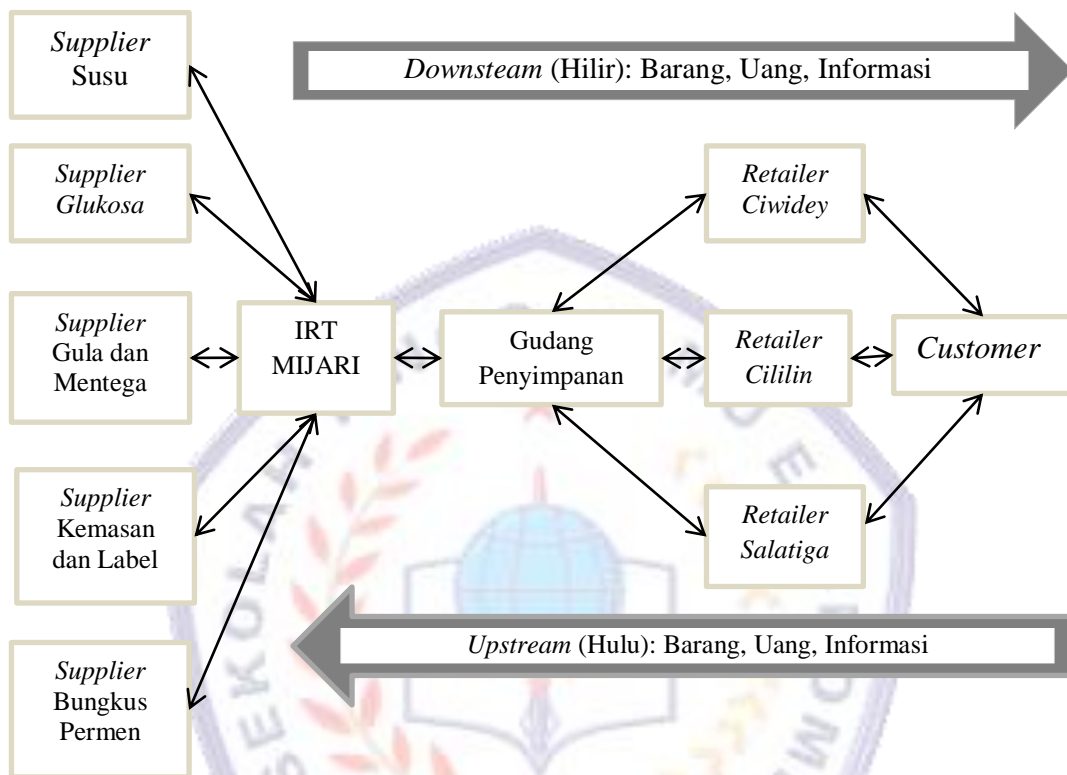 Supplier
Susu
Downsteam (Hilir): Barang, Uang, Informasi
Supplier
Glukosa
Retailer
Ciwidey
Supplier
Gula dan
Mentega
IRT
MIJARI
Gudang
Penyimpanan
Retailer
Cililin
Customer
Supplier
Kemasan
dan Label
Retailer
Salatiga
Upstream (Hulu): Barang, Uang, Informasi
Supplier
Bungkus
Permen